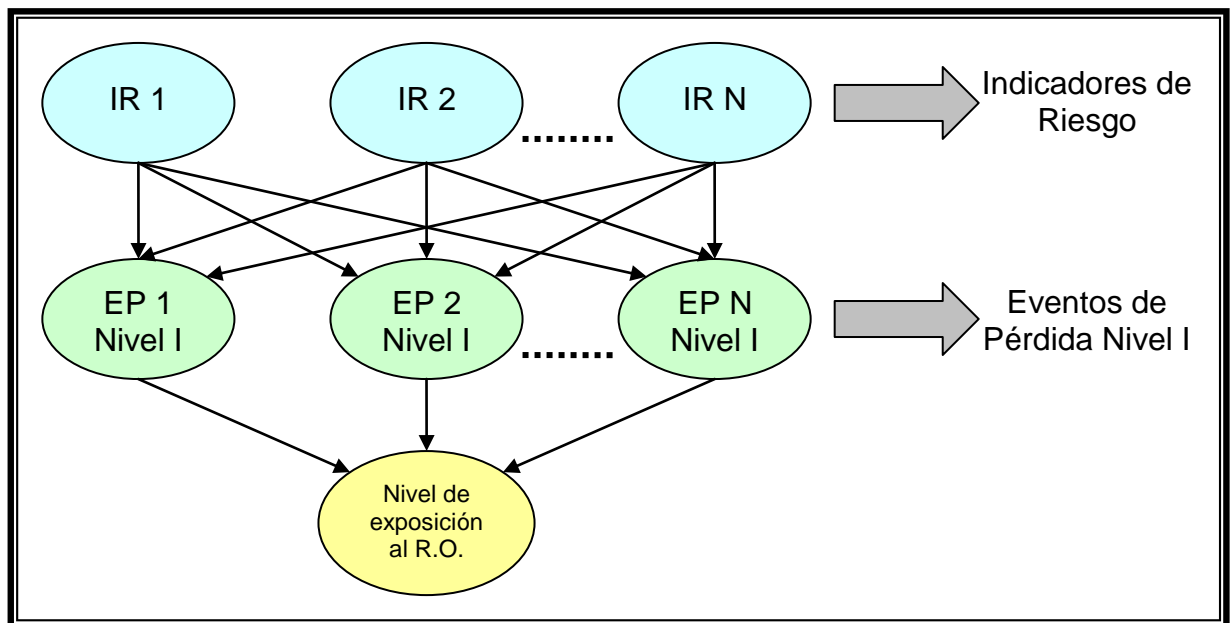 IR 1
IR 2
........
IR N
Indicadores de
Riesgo
EP 1
Nivel I
EP 2
Nivel I
........
EP N
Nivel I
Eventos de
Pérdida Nivel I
Nivel de
exposición
al R.O.